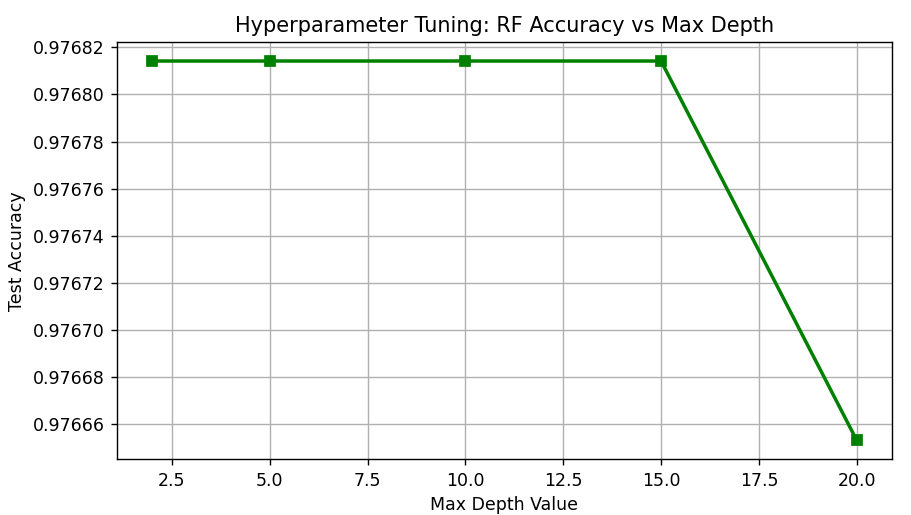 Hyperparameter Tuning: RF Accuracy vs Max Depth
0.97682
0.97680
0.97678
0.97676
0.97674
0.97672
0.97670
0.97668
0.97666
Test Accuracy
2.5 5.0 7.5 10.0 12.5 15.0 17.5 20.0
Max Depth Value